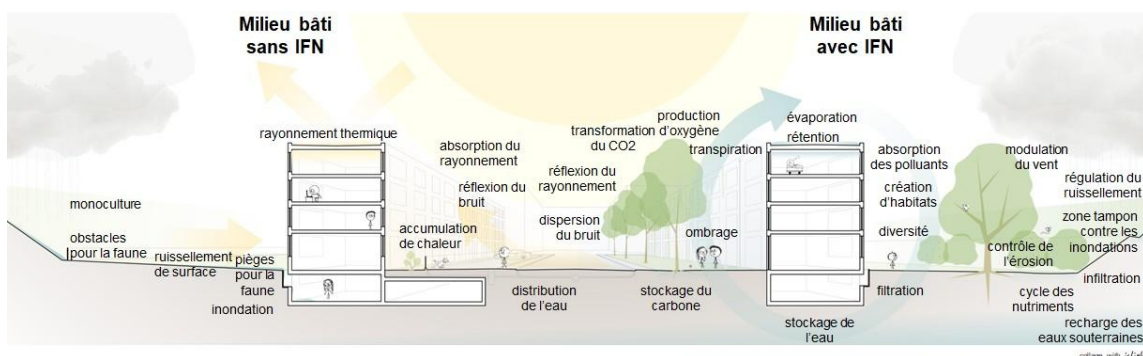 Milieu bâti
sans IFN
Milieu bâti
avec IFN
rayonnement thermique
monoculture
obstacles
pour la faune
ruissellement
de surface
pièges
pour la
faune
inondation
absorption du
rayonnement
réflexion du
bruit
accumulation
de chaleur
distribution
de l'eau
transformation
du CO2
production
d'oxygène
transpiration
réflexion du
rayonnement
dispersion
du bruit
ombrage
stockage du
carbone
évaporation
rétention
absorption
des polluants
création
d'habitats
diversité
filtration
stockage de
l'eau
modulation
du vent
régulation du
ruissellement
zone tampon
contre les
inondations
contrôle de
l'érosion
infiltration
cycle des
nutriments
recharge des
eaux souterraines